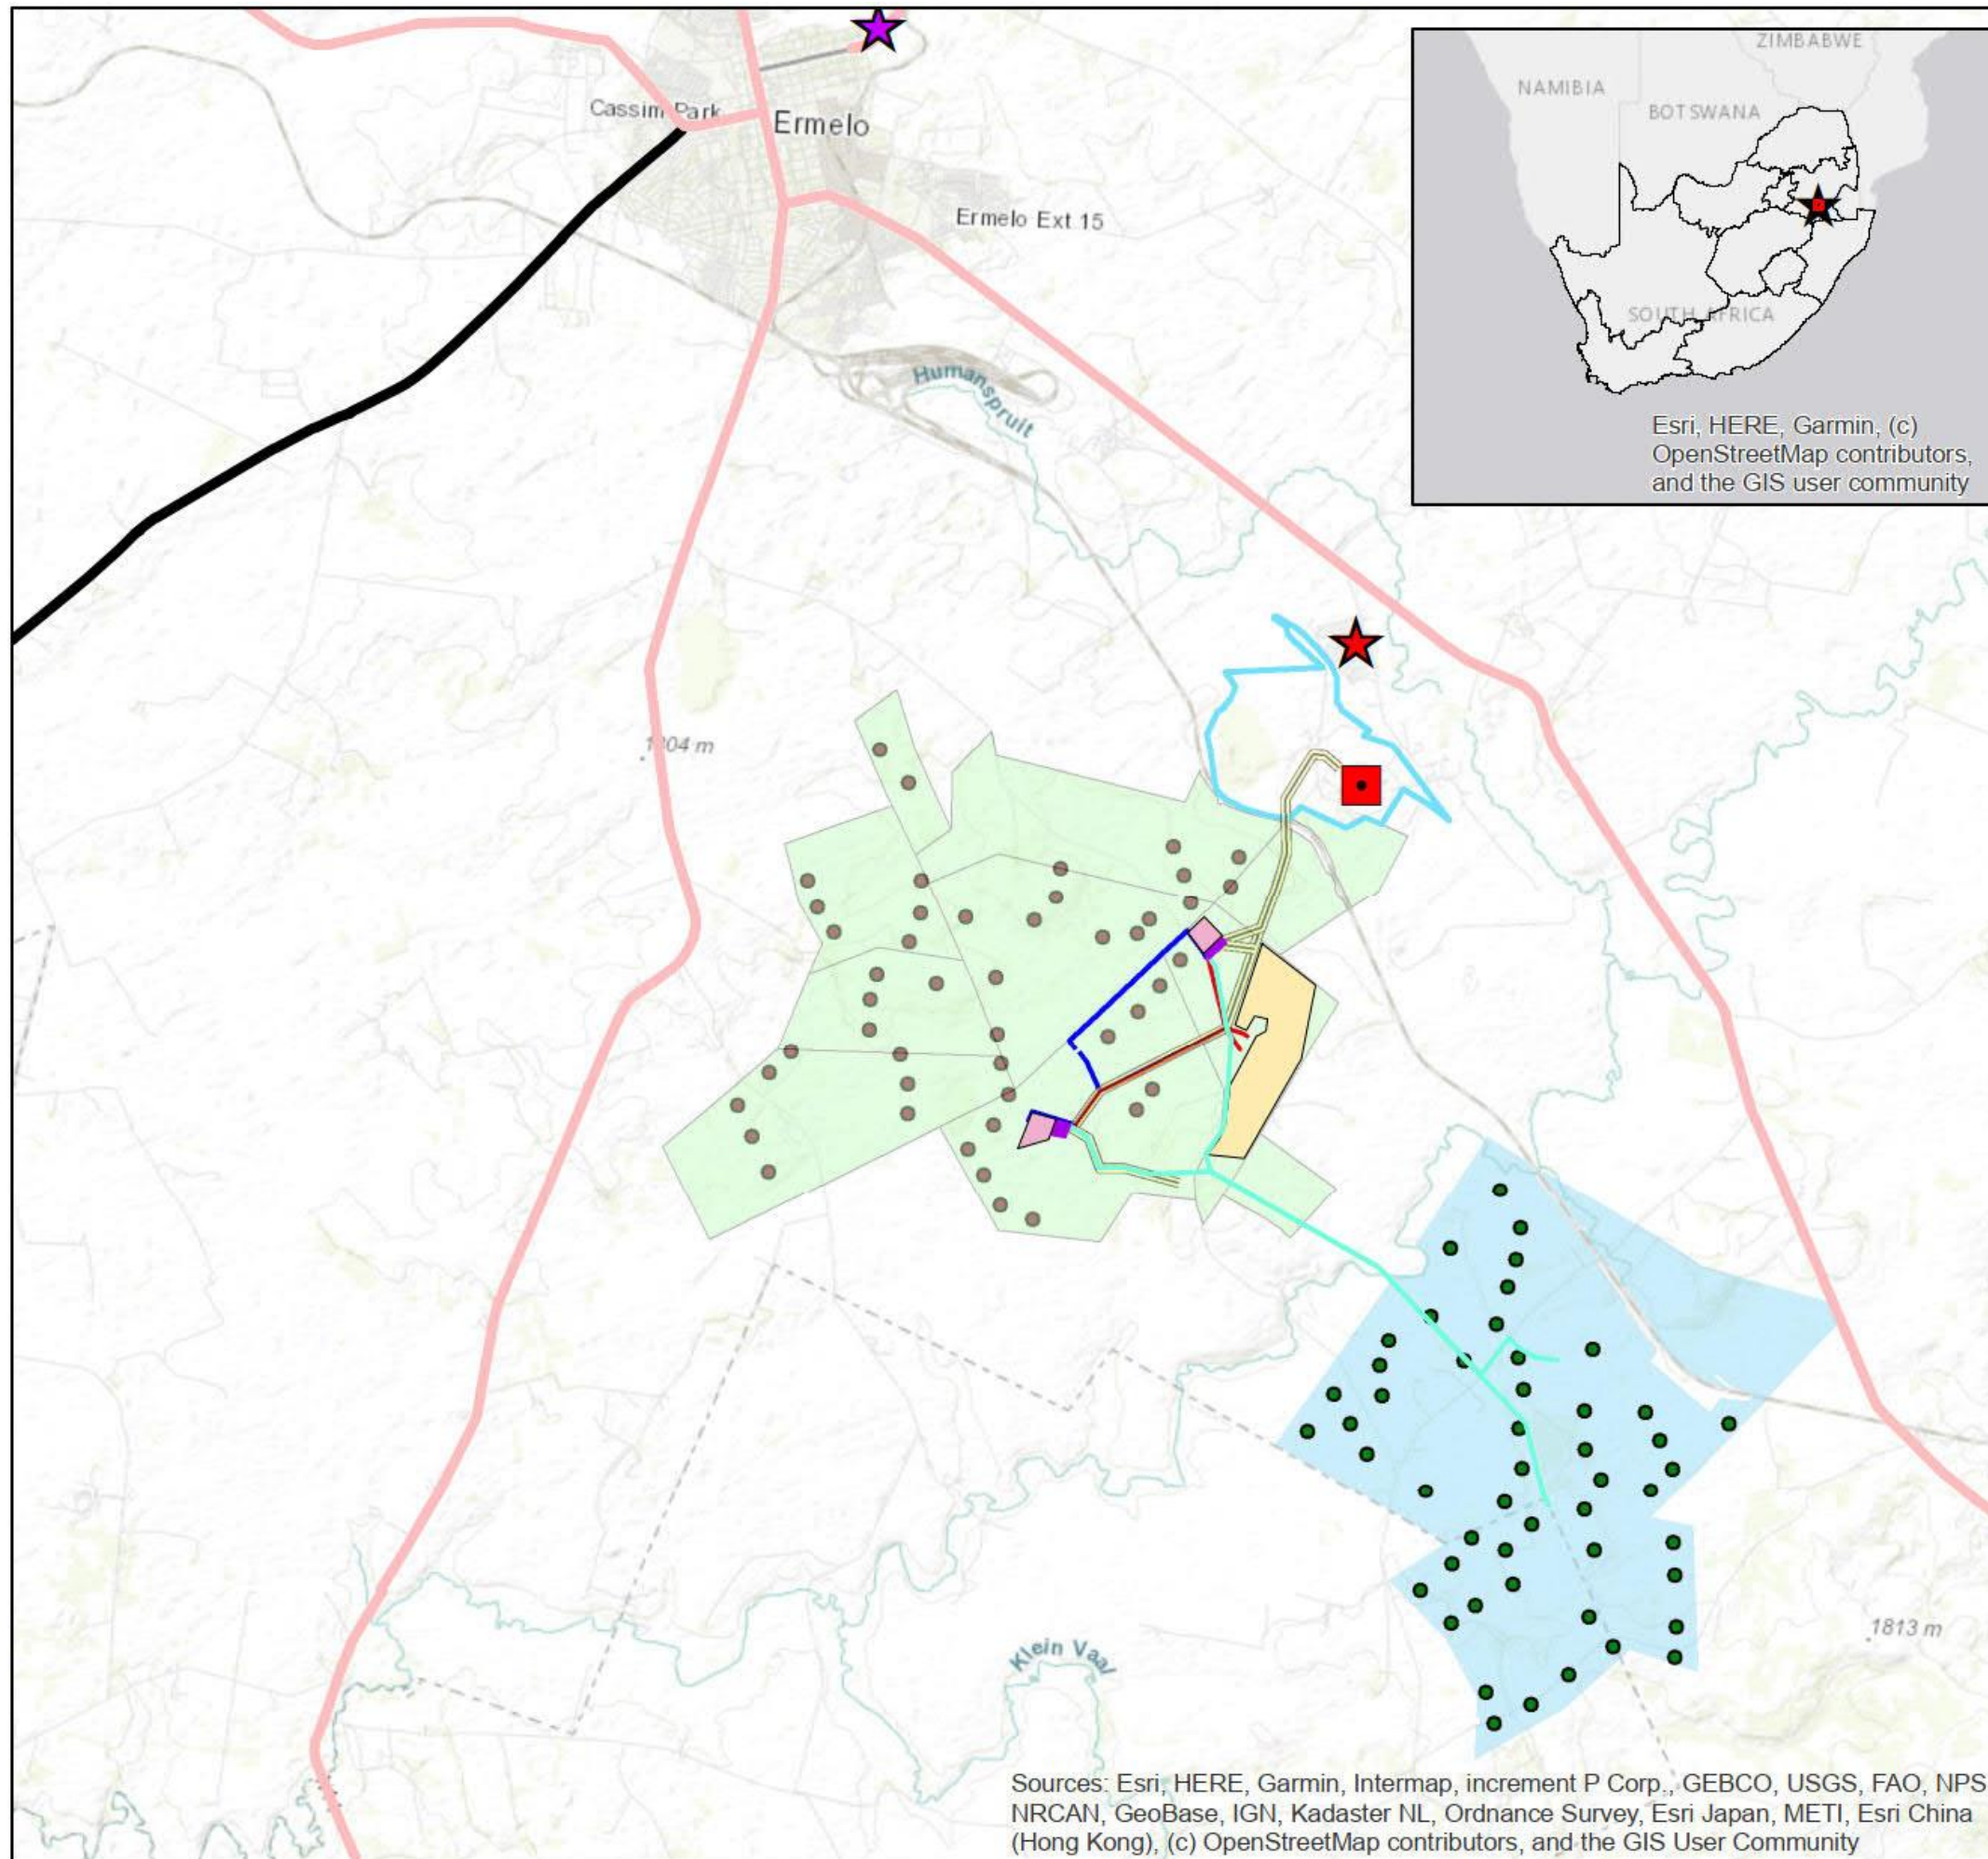 Cassim Park
Ermelo
Ermelo Ext 15
Humanspruit
1804 m
Klein Vaal
1813 m
ZIMBABWE
NAMIBIA
BOTSWANA
SOUTH AFRICA
Esri, HERE, Garmin, (c)
OpenStreetMap contributors,
and the GIS user community
Sources: Esri, HERE, Garmin, Intermap, increment P Corp., GEBCO, USGS, FAO, NPS
NRCAN, GeoBase, IGN, Kadaster NL, Ordnance Survey, Esri Japan, METI, Esri China
(Hong Kong), (c) OpenStreetMap contributors, and the GIS User Community